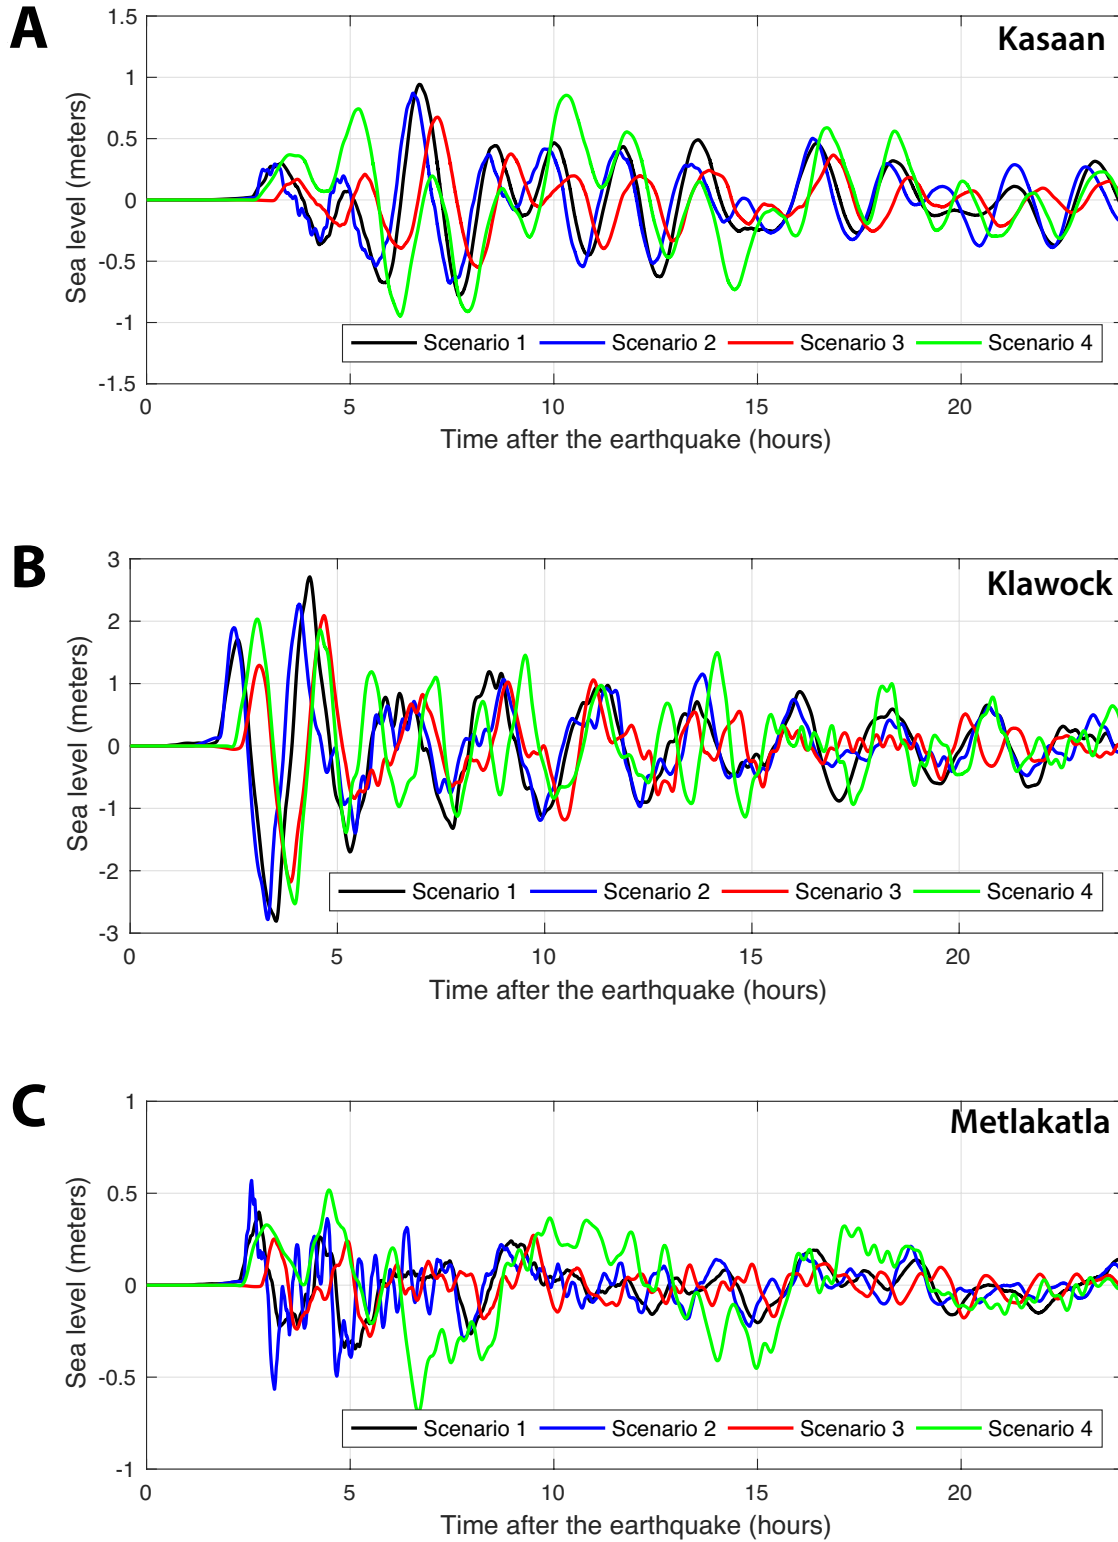 A
Kasaan
1.5
1
0.5
0
-0.5
-1
-1.5
Sea level (meters)
Scenario 1 Scenario 2 Scenario 3 Scenario 4
0 5 10 15 20
Time after the earthquake (hours)
B
Klawock
3
2
1
0
-1
-2
-3
Sea level (meters)
Scenario 1 Scenario 2 Scenario 3 Scenario 4
0 5 10 15 20
Time after the earthquake (hours)
C
Metlakatla
1
0.5
0
-0.5
-1
Sea level (meters)
Scenario 1 Scenario 2 Scenario 3 Scenario 4
0 5 10 15 20
Time after the earthquake (hours)